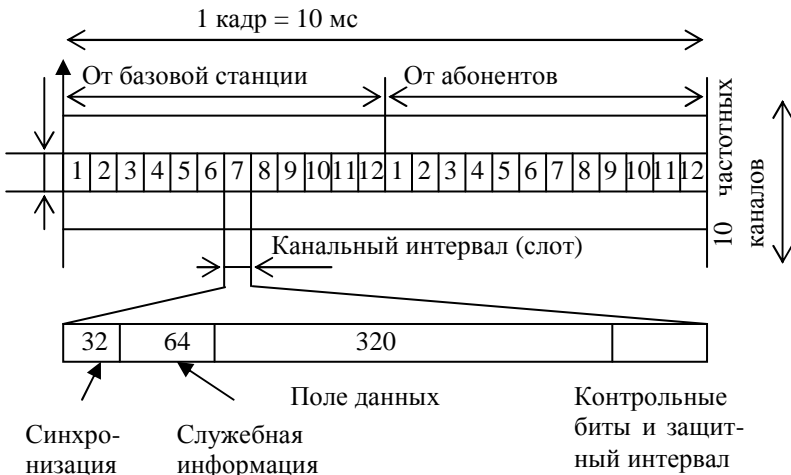 1 кадр = 10 мс
От базовой станции
От абонентов
1 2 3 4 5 6 7 8 9 10 11 12 1 2 3 4 5 6 7 8 9 10 11 12
10 частотных
каналов
Канальный интервал (слот)
32 64 320
Поле данных
Контрольные
биты и защит-
ный интервал
Синхро-
низация
Служебная
информация